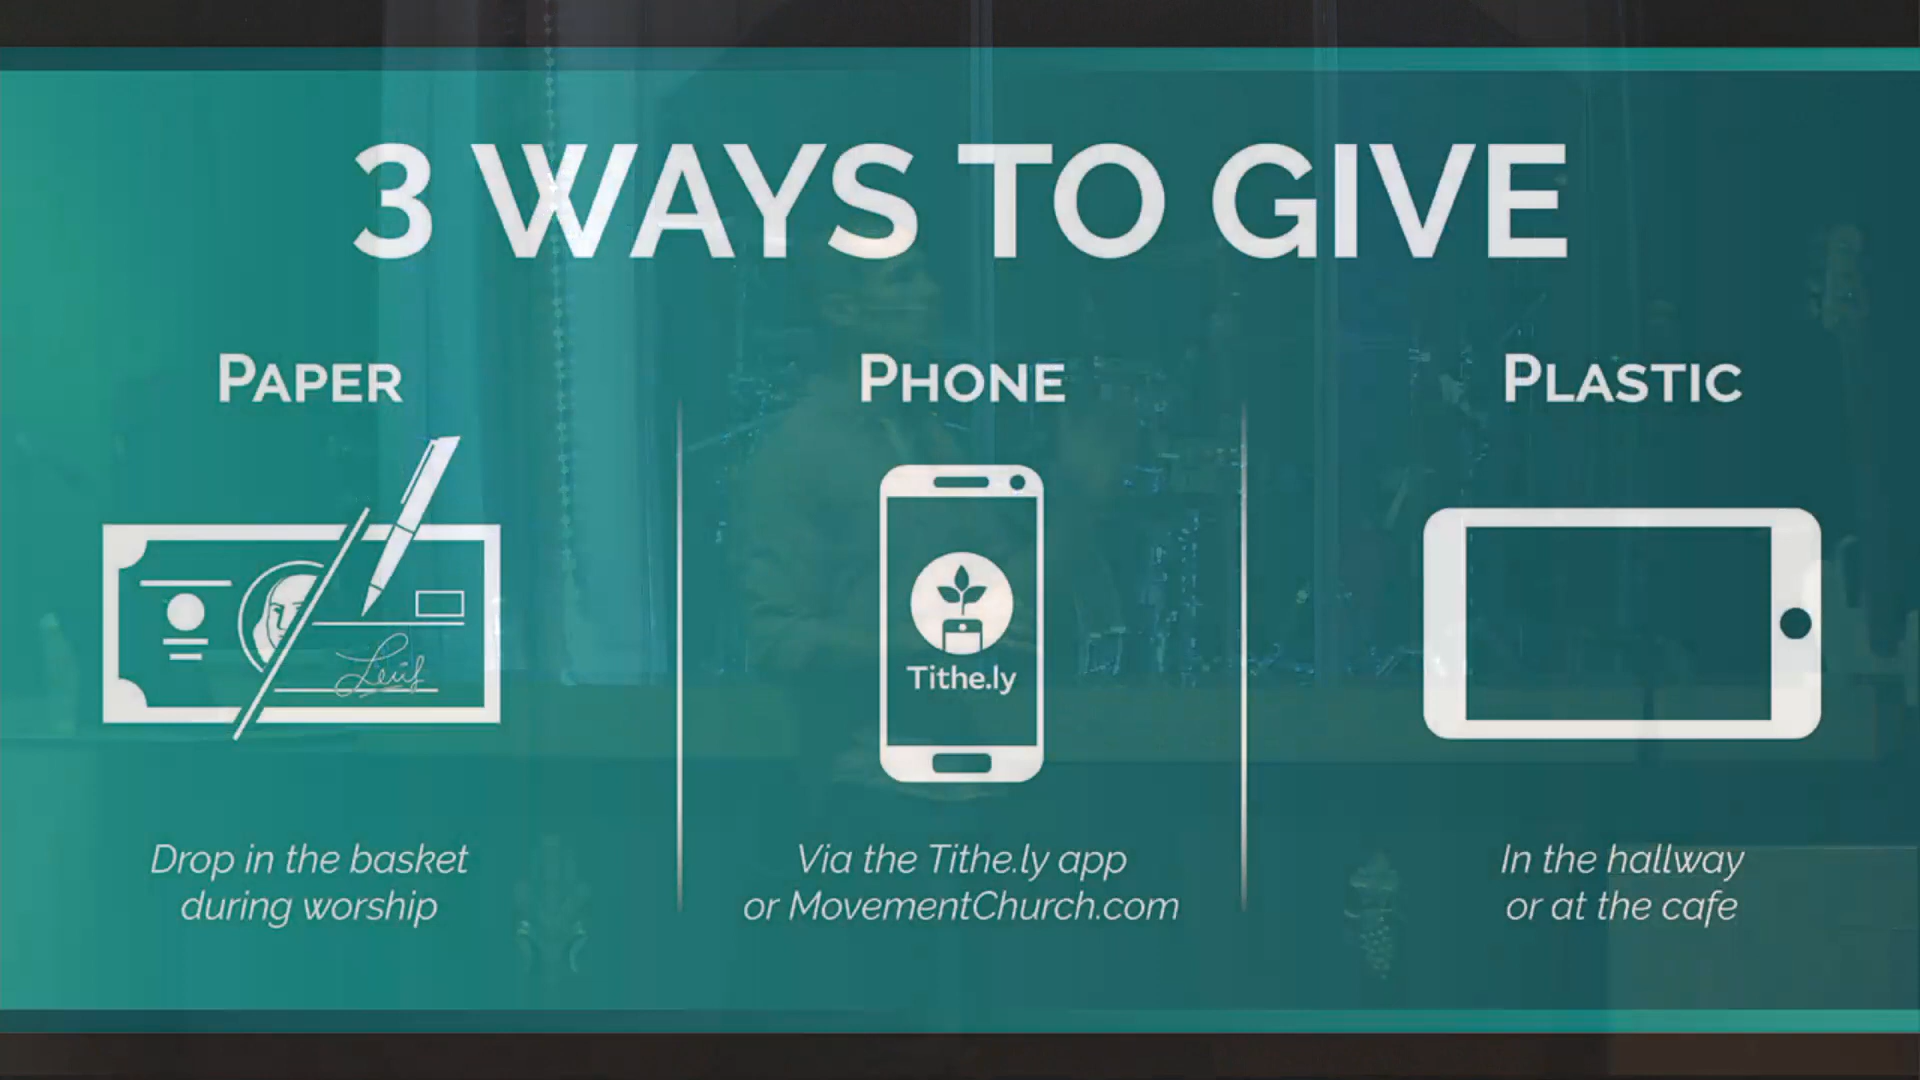 3 WAYS TO GIVE
PAPER
Leif
Drop in the basket
during worship
PHONE
Tithe.ly
Via the Tithe.ly app
or MovementChurch.com
PLASTIC
In the hallway
or at the cafe